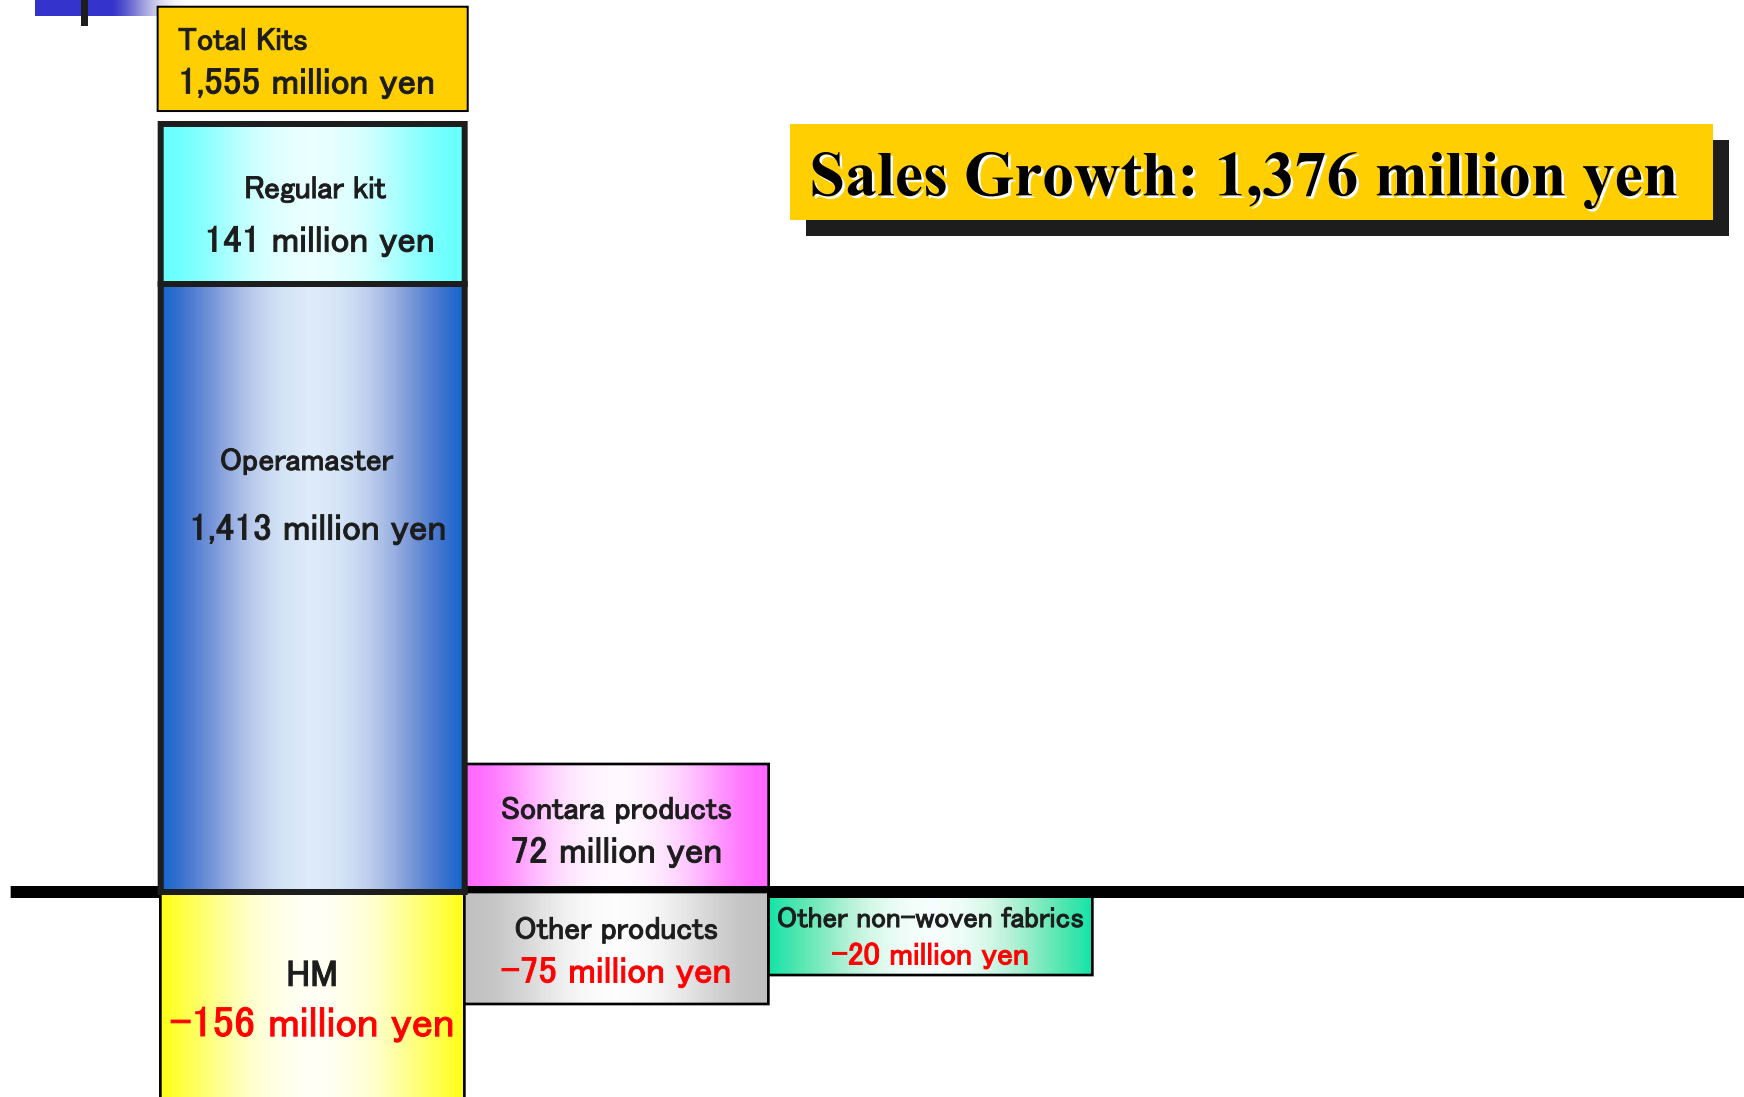 Total Kits
1,555 million yen
Sales Growth: 1,376 million yen
Regular kit
141 million yen
Operamaster
1,413 million yen
Sontara products
72 million yen
Other products
-75 million yen
Other non-woven fabrics
-20 million yen
HM
-156 million yen